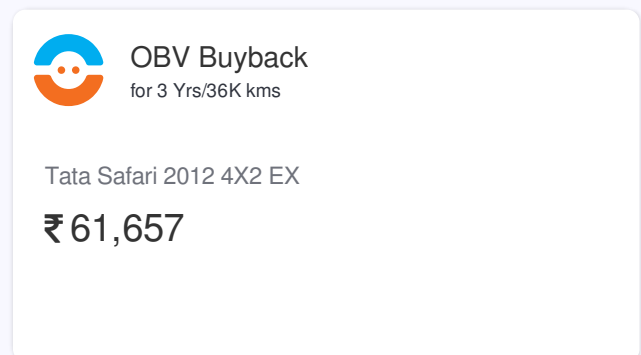 OBV Buyback
for 3 Yrs/36K kms
Tata Safari 2012 4X2 EX
₹ 61,657